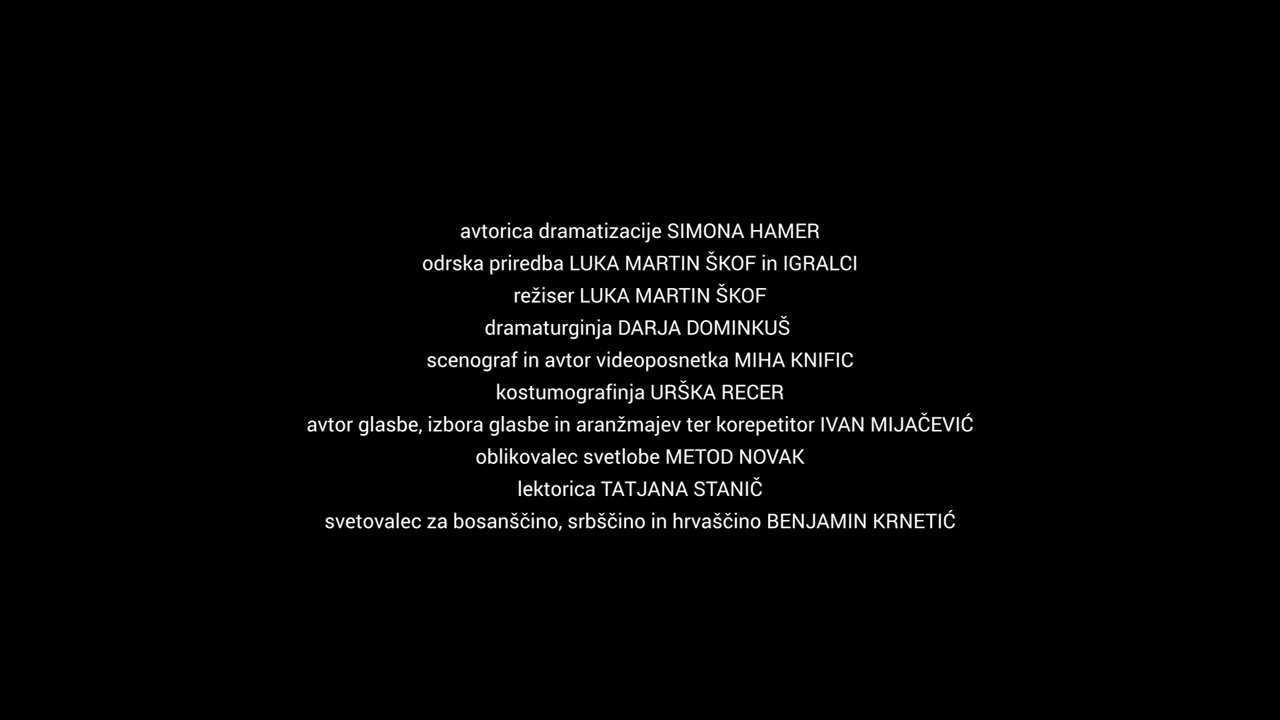 avtorica dramatizacije SIMONA HAMER
odrska priredba LUKA MARTIN ŠKOF in IGRALCI
režiser LUKA MARTIN ŠKOF
dramaturginja DARJA DOMINKUŠ
scenograf in avtor videoposnetka MIHA KNIFIC
kostumografinja URŠKA RECER
avtor glasbe, izbora glasbe in aranžmajev ter korepetitor IVAN MIJAČEVIĆ
oblikovalec svetlobe METOD NOVAK
lektorica TATJANA STANIČ
svetovalec za bosanščino, srbščino in hrvaščino BENJAMIN KRNETIĆ